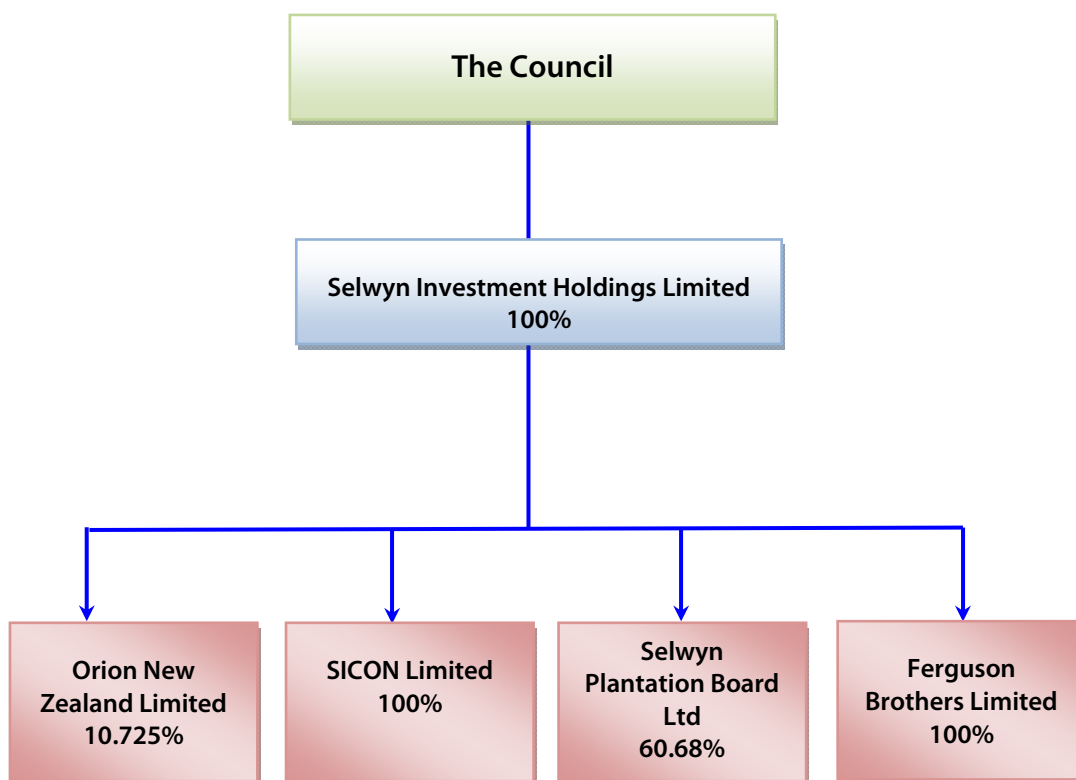 The Council
Selwyn Investment Holdings Limited
100%
Orion New
Zealand Limited
10.725%
SICON Limited
100%
Selwyn
Plantation Board
Ltd
60.68%
Ferguson
Brothers Limited
100%